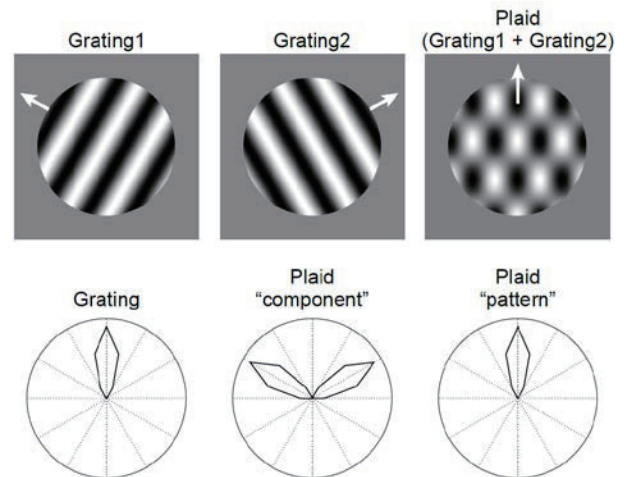 Grating1
Grating2
Plaid
(Grating1 + Grating2)
Grating
Plaid
“component”
Plaid
“pattern”